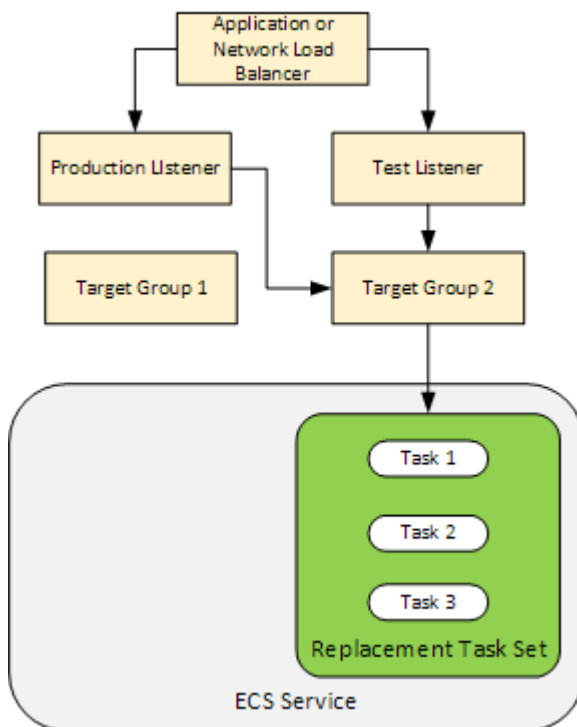 Application or
Network Load
Balancer
Production LIstener
Test Listener
Target Group 1
Target Group 2
Task 1
Task 2
Task 3
Replacement Task Set
ECS Service